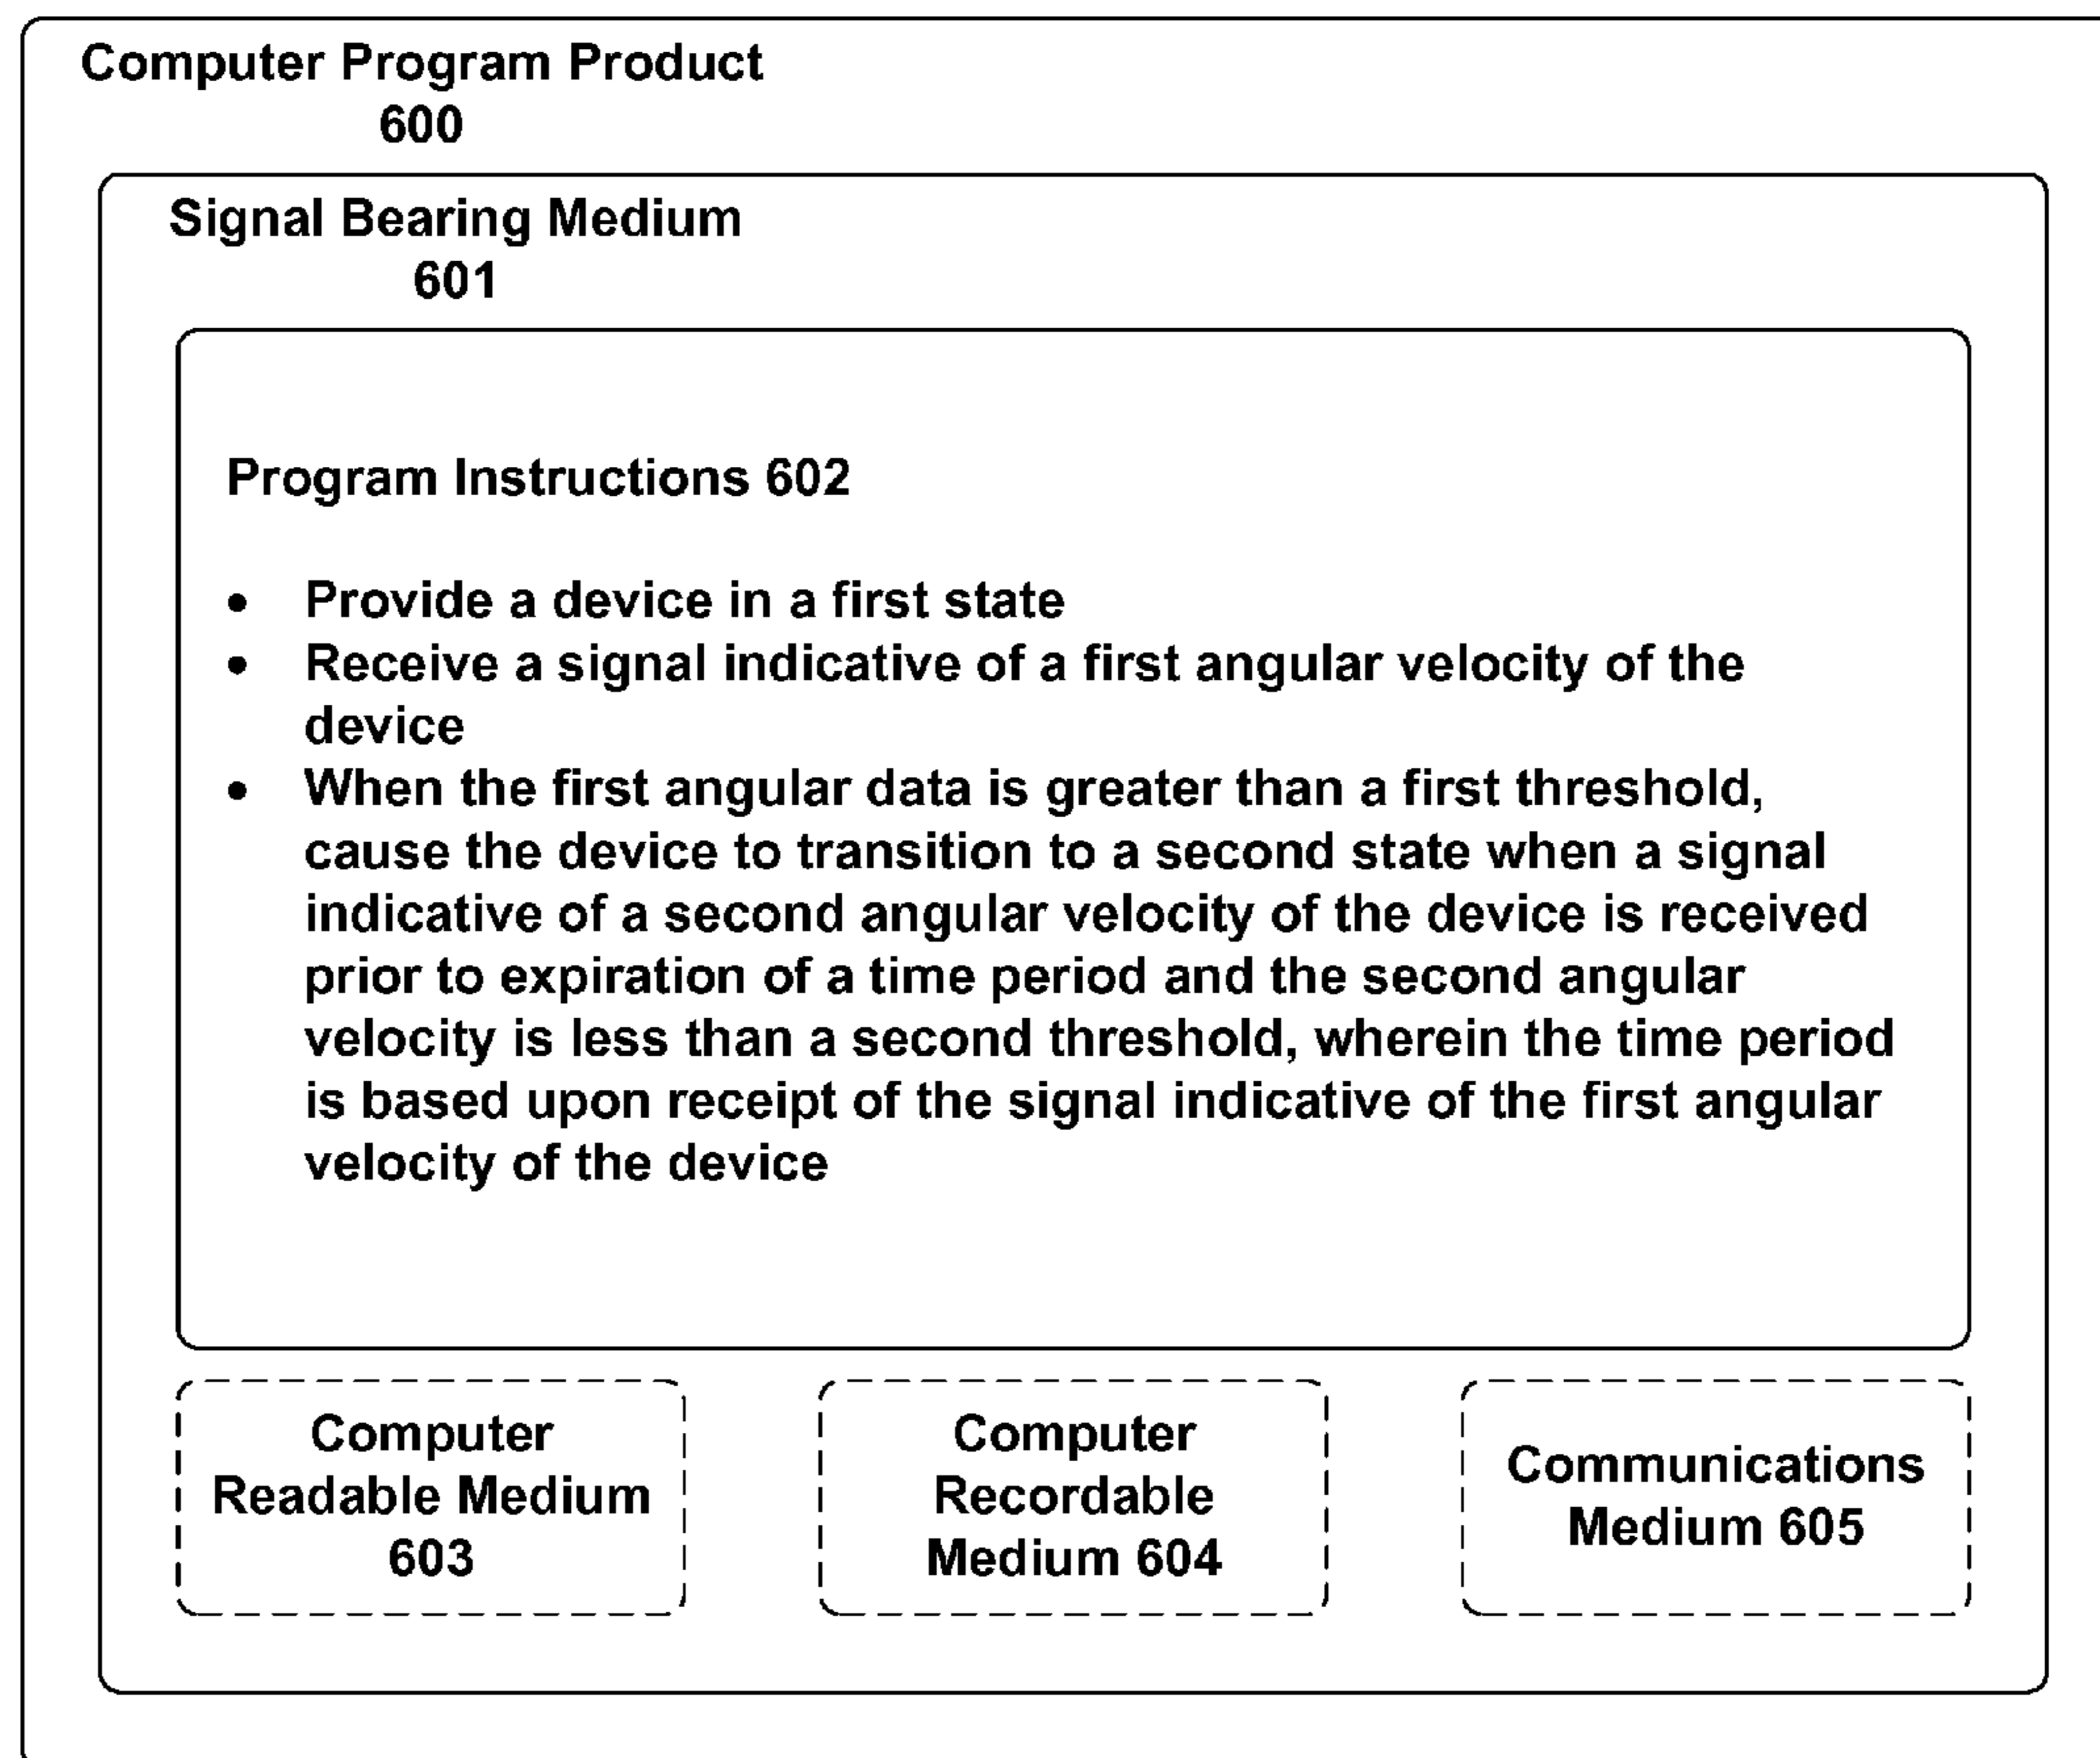 Computer Program Product
600
Signal Bearing Medium
601
Program Instructions 602
• Provide a device in a first state
• Receive a signal indicative of a first angular velocity of the
device
• When the first angular data is greater than a first threshold,
cause the device to transition to a second state when a signal
indicative of a second angular velocity of the device is received
prior to expiration of a time period and the second angular
velocity is less than a second threshold, wherein the time period
is based upon receipt of the signal indicative of the first angular
velocity of the device
Computer
Readable Medium
603
Computer
Recordable
Medium 604
Communications
Medium 605